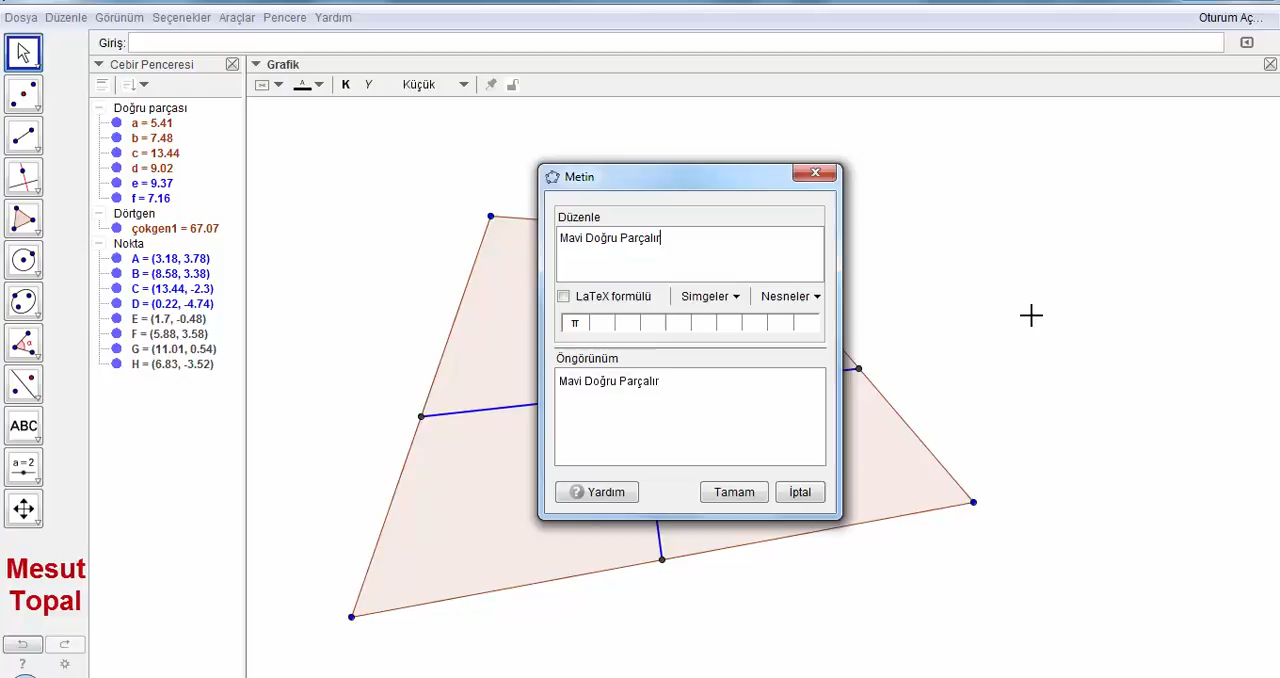 Dosya Düzenle Görünüm Seçenekler Araçlar Pencere Yardım Oturum Aç...
Giriş:
Cebir Penceresi Grafik
A K Y Küçük
Doğru parçası
a = 5.41
b = 7.48
c = 13.44
d = 9.02
e = 9.37
f = 7.16
Dörtgen
çokgen1 = 67.07
Nokta
A = (3.18, 3.78)
B = (8.58, 3.38)
C = (13.44, -2.3)
D = (0.22, -4.74)
E = (1.7, -0.48)
F = (5.88, 3.58)
G = (11.01, 0.54)
H = (6.83, -3.52)
Metin
Düzenle
Mavi Doğru Parçalır
LaTeX formülü Simgeler Nesneler
π
Öngörünüm
Mavi Doğru Parçalır
? Yardım Tamam İptal
α
ABC
a=2
Mesut
Topal
?